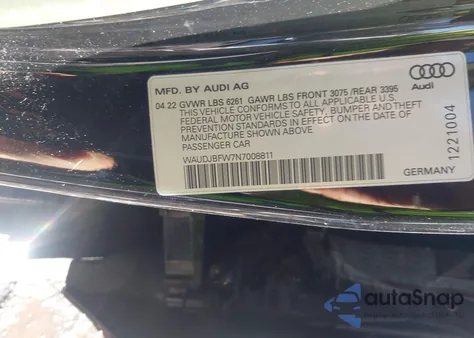 MFD. BY AUDI AG
04 22 GVWR LBS 6261 GAWR LBS FRONT 3075 /REAR 3395
THIS VEHICLE CONFORMS TO ALL APPLICABLE U.S.
FEDERAL MOTOR VEHICLE SAFETY, BUMPER AND THEFT
PREVENTION STANDARDS IN EFFECT ON THE DATE OF
MANUFACTURE SHOWN ABOVE.
PASSENGER CAR
WAUDJBFW7N7008811
Audi
1221004
GERMANY
autoSnap